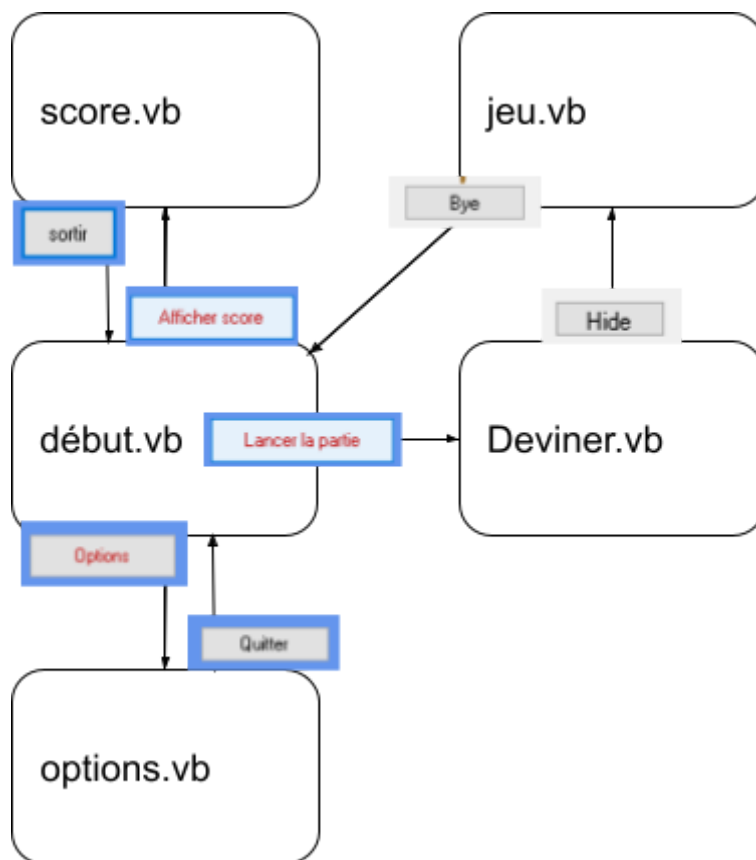 score.vb
jeu.vb
sortir
Bye
Afficher score
Hide
début.vb
Lancer la partie
Deviner.vb
Options
Quitter
options.vb